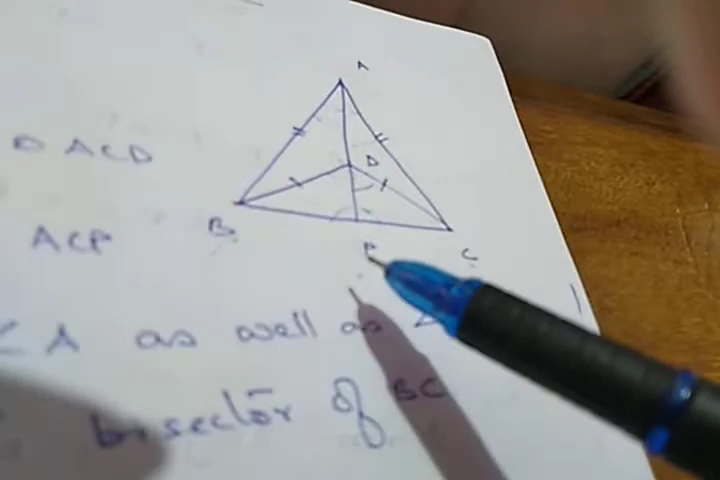 A
Δ ACD
D
B
ACP
P
C
∠A as well as ∠
bisector of BC